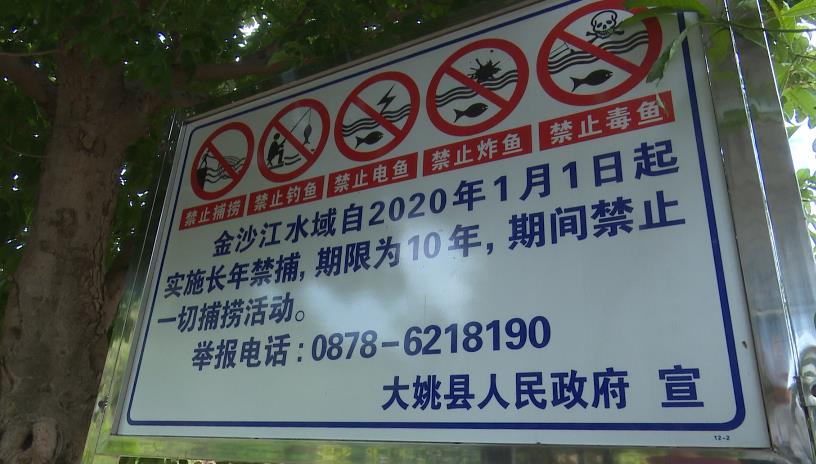 禁止捕捞 禁止钓鱼 禁止电鱼 禁止炸鱼 禁止毒鱼
金沙江水域自2020年1月1日起
实施长年禁捕，期限为10年，期间禁止
一切捕捞活动。
举报电话：0878-6218190
大姚县人民政府 宣
12-2